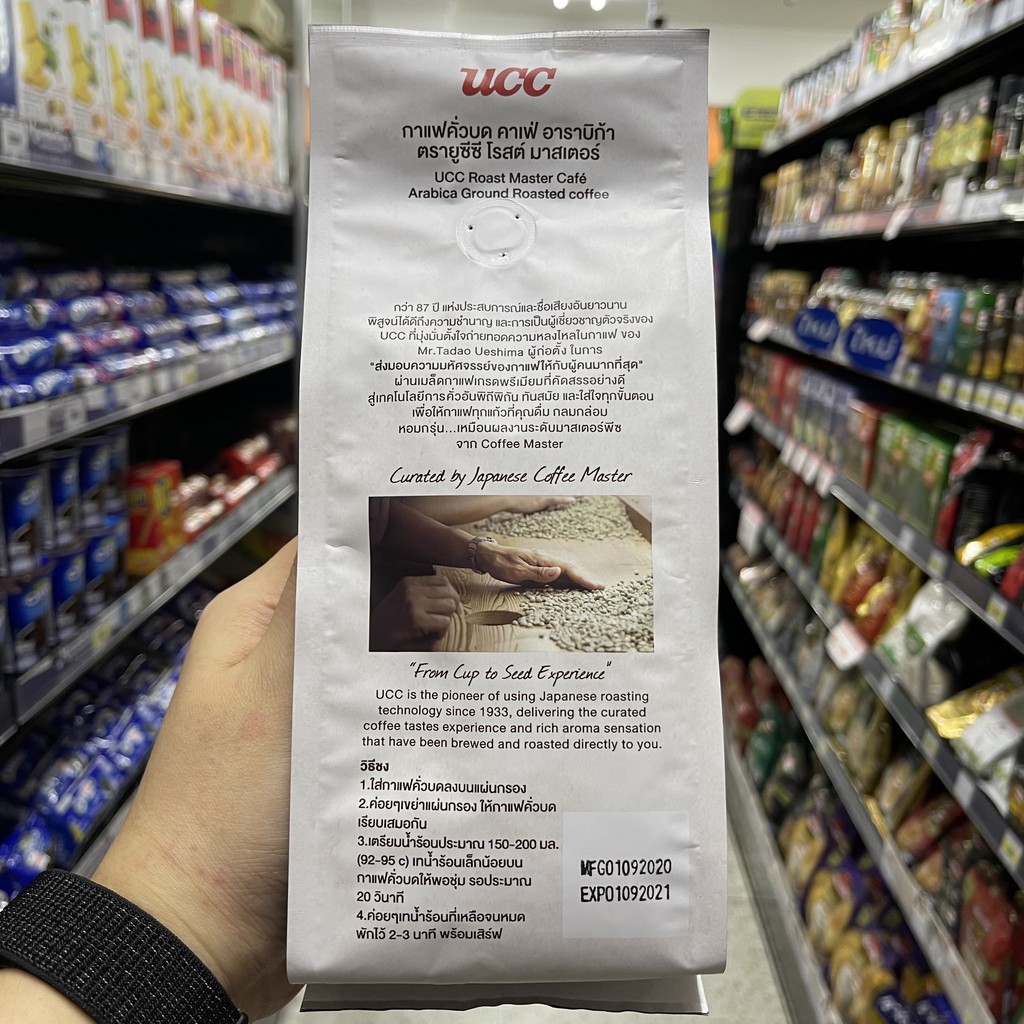 UCC
กาแฟคั่วบด คาเฟ่ อาราบิก้า
ตรายูซีซี โรสต์ มาสเตอร์
UCC Roast Master Café
Arabica Ground Roasted coffee
กว่า 87 ปี แห่งประสบการณ์และชื่อเสียงอันยาวนาน
พิสูจน์ได้ดีถึงความชำนาญ และการเป็นผู้เชี่ยวชาญตัวจริงของ
UCC ที่มุ่งมั่นตั้งใจถ่ายทอดความหลงใหลในกาแฟ ของ
Mr.Tadao Ueshima ผู้ก่อตั้ง ในการ
"ส่งมอบความมหัศจรรย์ของกาแฟให้กับผู้คนมากที่สุด"
ผ่านเมล็ดกาแฟเกรดพรีเมียมที่คัดสรรอย่างดี
สู่เทคโนโลยีการคั่วอันพิถีพิถัน ทันสมัย และใส่ใจทุกขั้นตอน
เพื่อให้กาแฟทุกแก้วที่คุณดื่ม กลมกล่อม
หอมกรุ่น...เหมือนผลงานระดับมาสเตอร์พีซ
จาก Coffee Master
Curated by Japanese Coffee Master
"From Cup to Seed Experience"
UCC is the pioneer of using Japanese roasting
technology since 1933, delivering the curated
coffee tastes experience and rich aroma sensation
that have been brewed and roasted directly to you.
วิธีชง
1.ใส่กาแฟคั่วบดลงบนแผ่นกรอง
2.ค่อยๆเขย่าแผ่นกรอง ให้กาแฟคั่วบด
เรียบเสมอกัน
3.เตรียมน้ำร้อนประมาณ 150-200 มล.
(92-95 c) เทน้ำร้อนเล็กน้อยบน
กาแฟคั่วบดให้พอชุ่ม รอประมาณ
20 วินาที
4.ค่อยๆเทน้ำร้อนที่เหลือจนหมด
พักไว้ 2-3 นาที พร้อมเสิร์ฟ
MFG01092020
EXP01092021
ใหม่
ใหม่